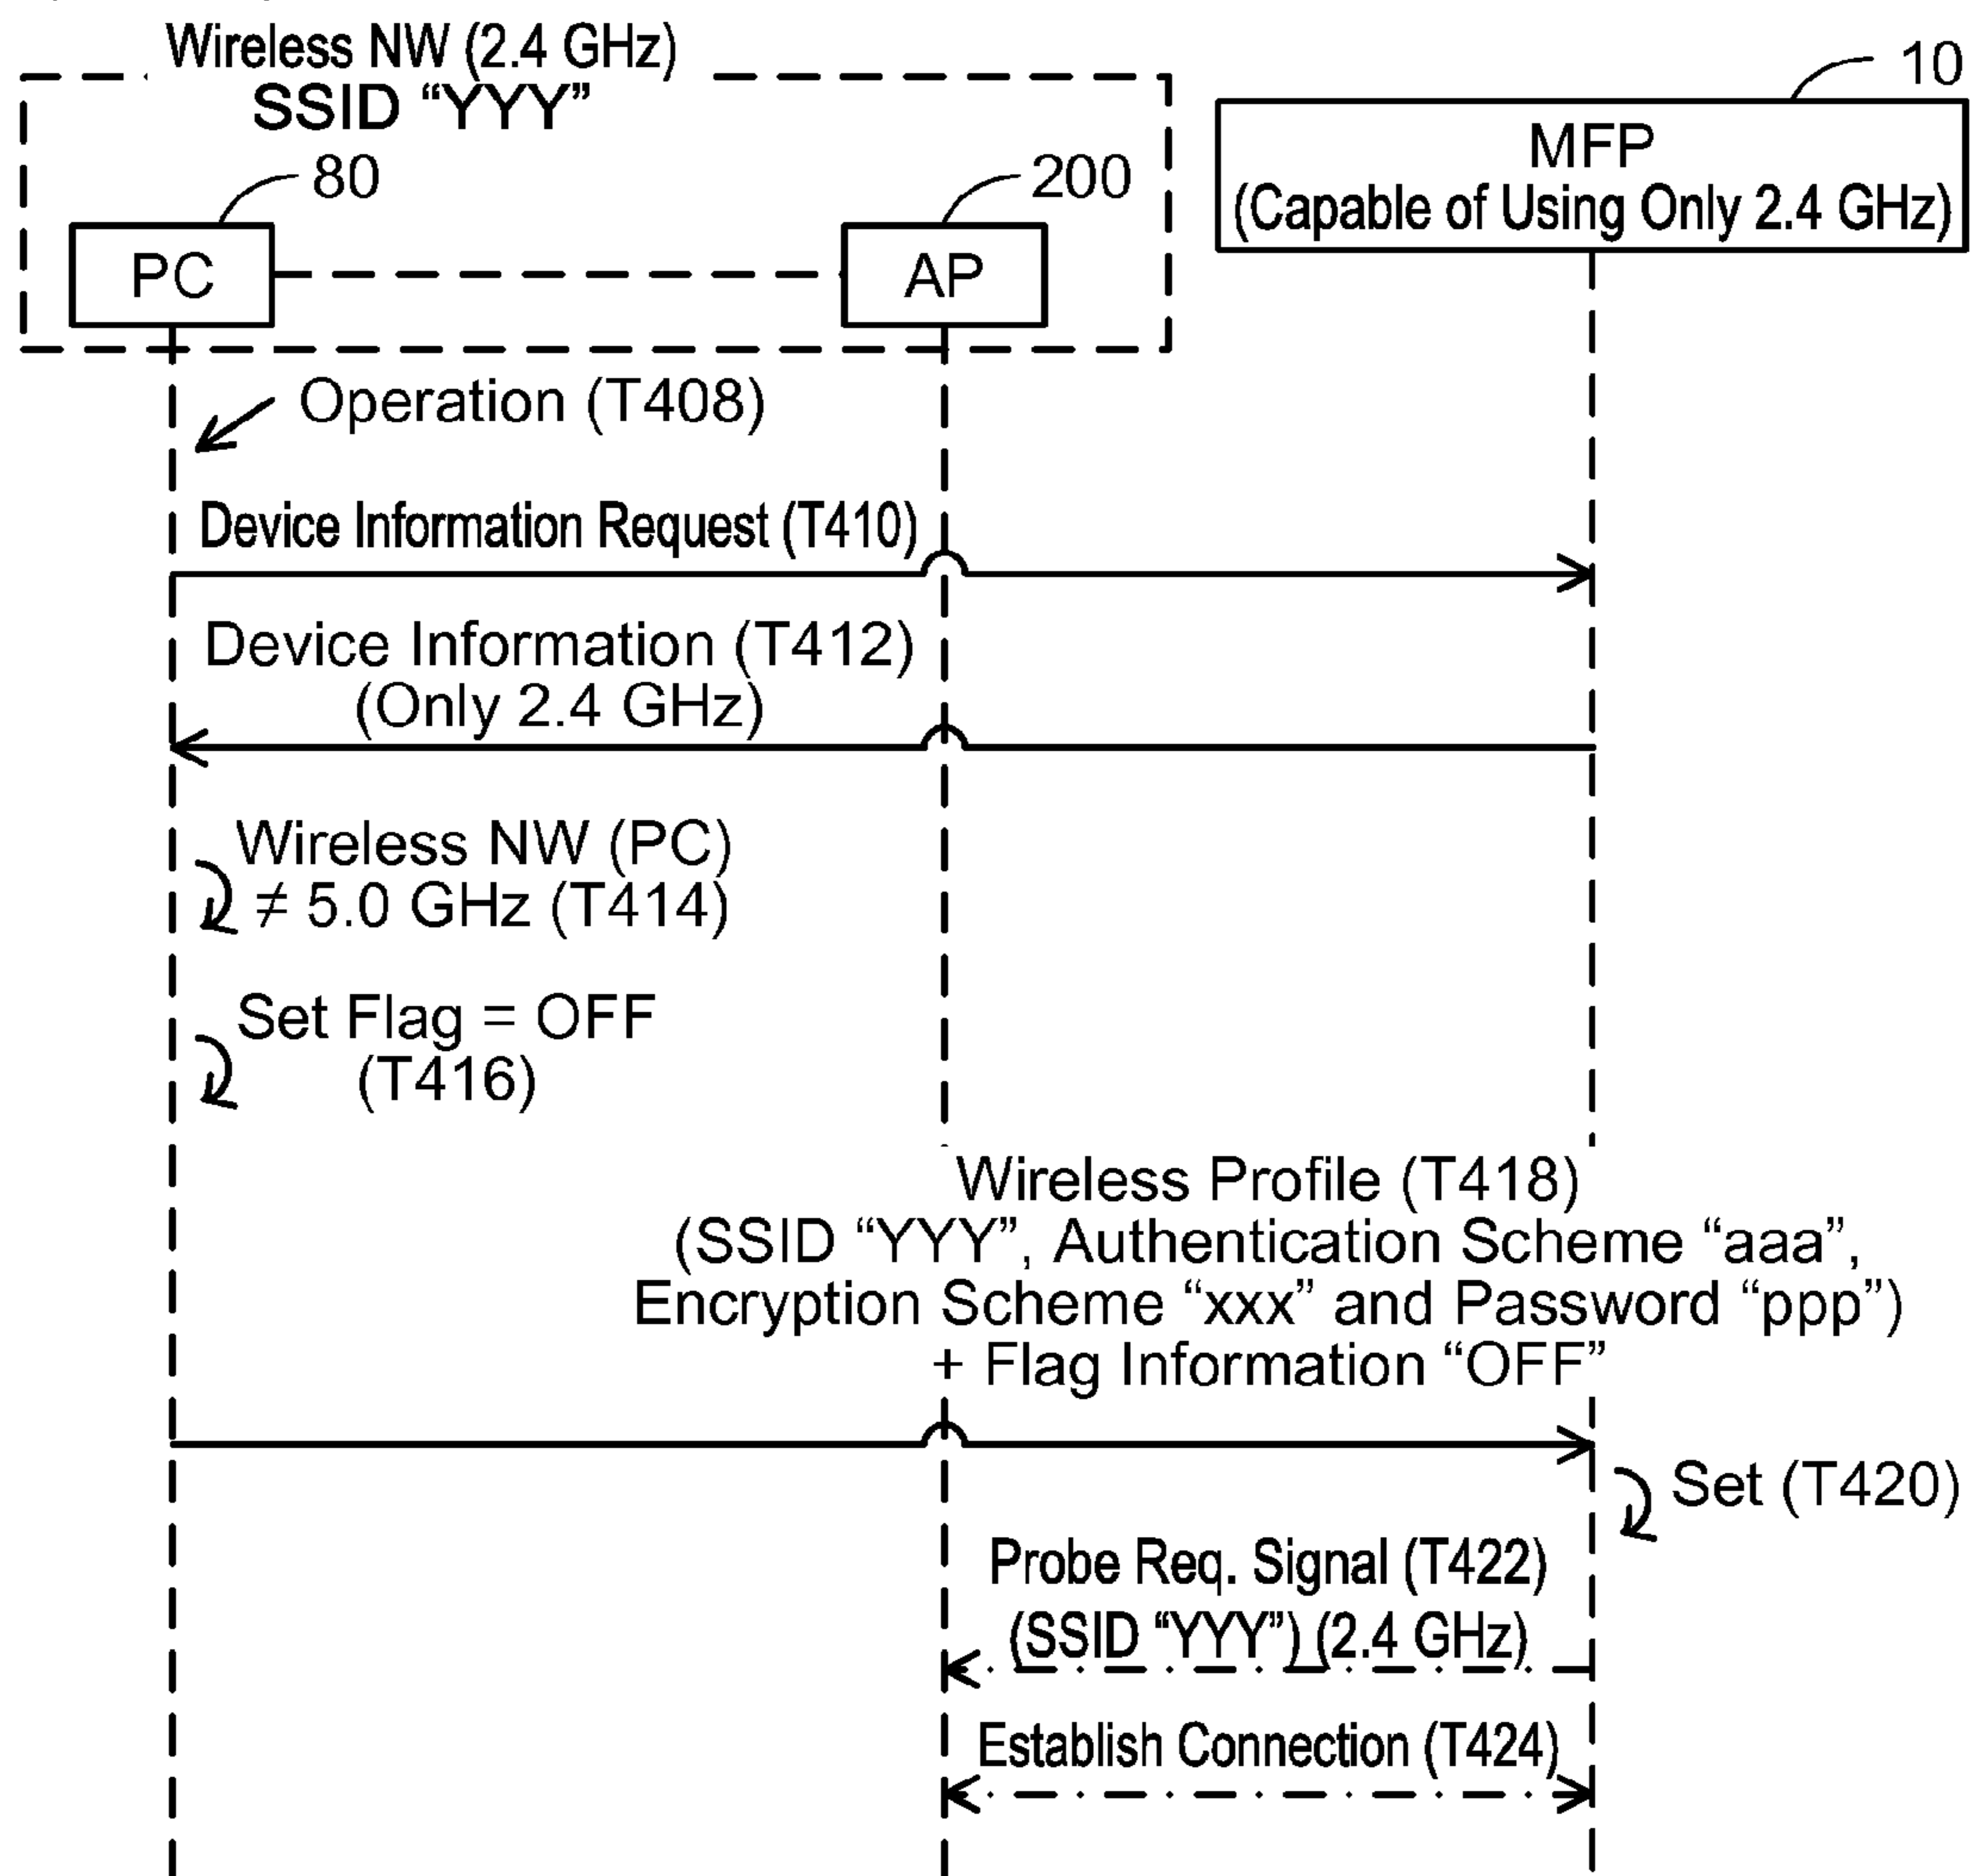 Wireless NW (2.4 GHz)
SSID “YYY”
10
MFP
(Capable of Using Only 2.4 GHz)
80
200
PC
AP
Operation (T408)
Device Information Request (T410)
Device Information (T412)
(Only 2.4 GHz)
Wireless NW (PC)
≠ 5.0 GHz (T414)
Set Flag = OFF
(T416)
Wireless Profile (T418)
(SSID “YYY”, Authentication Scheme “aaa”,
Encryption Scheme “xxx” and Password “ppp”)
+ Flag Information “OFF”
Set (T420)
Probe Req. Signal (T422)
(SSID “YYY”) (2.4 GHz)
Establish Connection (T424)